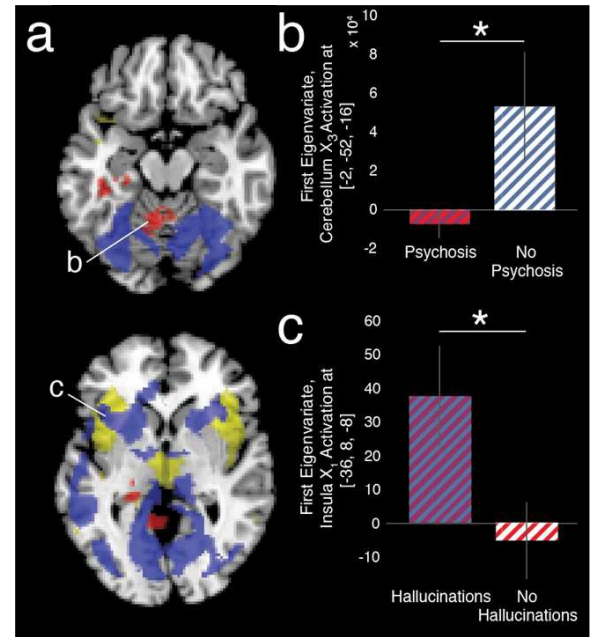 a
b
c
b
x 10⁴
First Eigenvariate,
Cerebellum X₃ Activation at
[-2, -52, -16]
10
8
6
4
2
0
-2
*
Psychosis
No
Psychosis
c
First Eigenvariate,
Insula X₁ Activation at
[-36, 8, -8]
60
50
40
30
20
10
0
-10
*
Hallucinations
No
Hallucinations